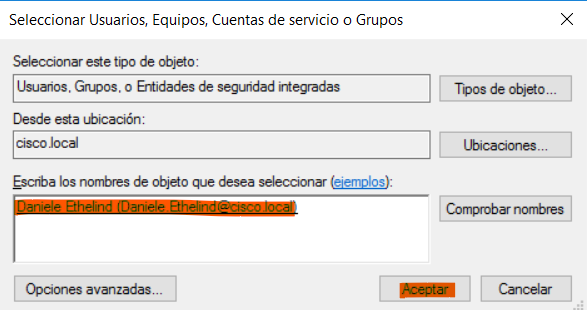 Seleccionar Usuarios, Equipos, Cuentas de servicio o Grupos
Seleccionar este tipo de objeto:
Usuarios, Grupos, o Entidades de seguridad integradas
Tipos de objeto...
Desde esta ubicación:
cisco.local
Ubicaciones...
Escriba los nombres de objeto que desea seleccionar (ejemplos):
Daniele Ethelind (Daniele.Ethelind@cisco.local)
Comprobar nombres
Opciones avanzadas...
Aceptar
Cancelar